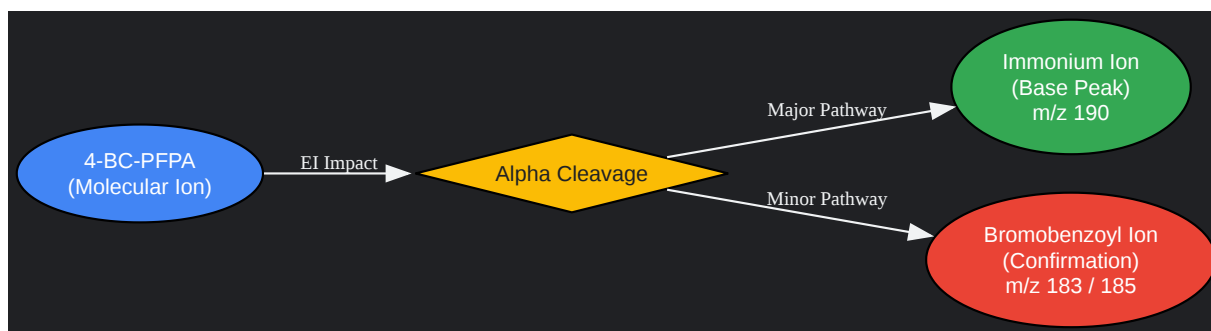 4-BC-PFPA
(Molecular Ion)
EI Impact
Alpha Cleavage
Major Pathway
Minor Pathway
Immonium Ion
(Base Peak)
m/z 190
Bromobenzoyl Ion
(Confirmation)
m/z 183 / 185